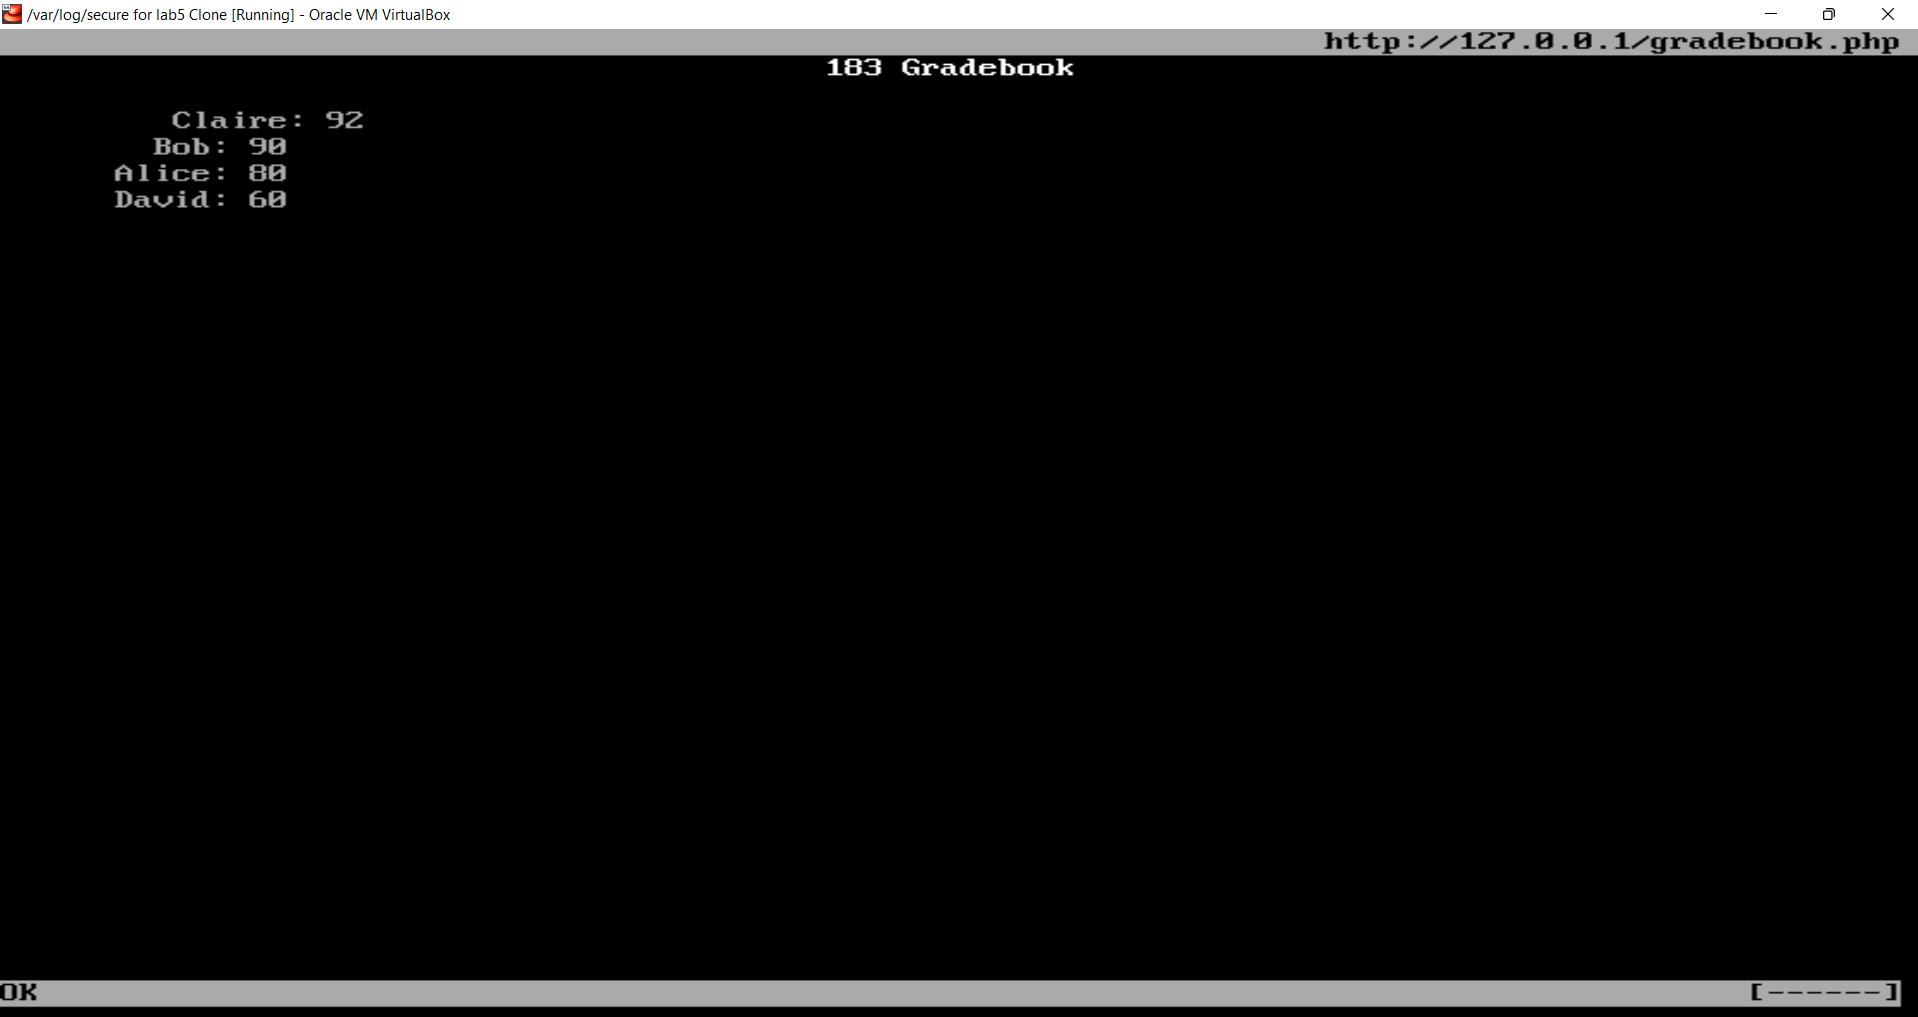 /var/log/secure for lab5 Clone [Running] - Oracle VM VirtualBox
http://127.0.0.1/gradebook.php
183 Gradebook
Claire: 92
Bob: 90
Alice: 80
David: 60
OK [------]